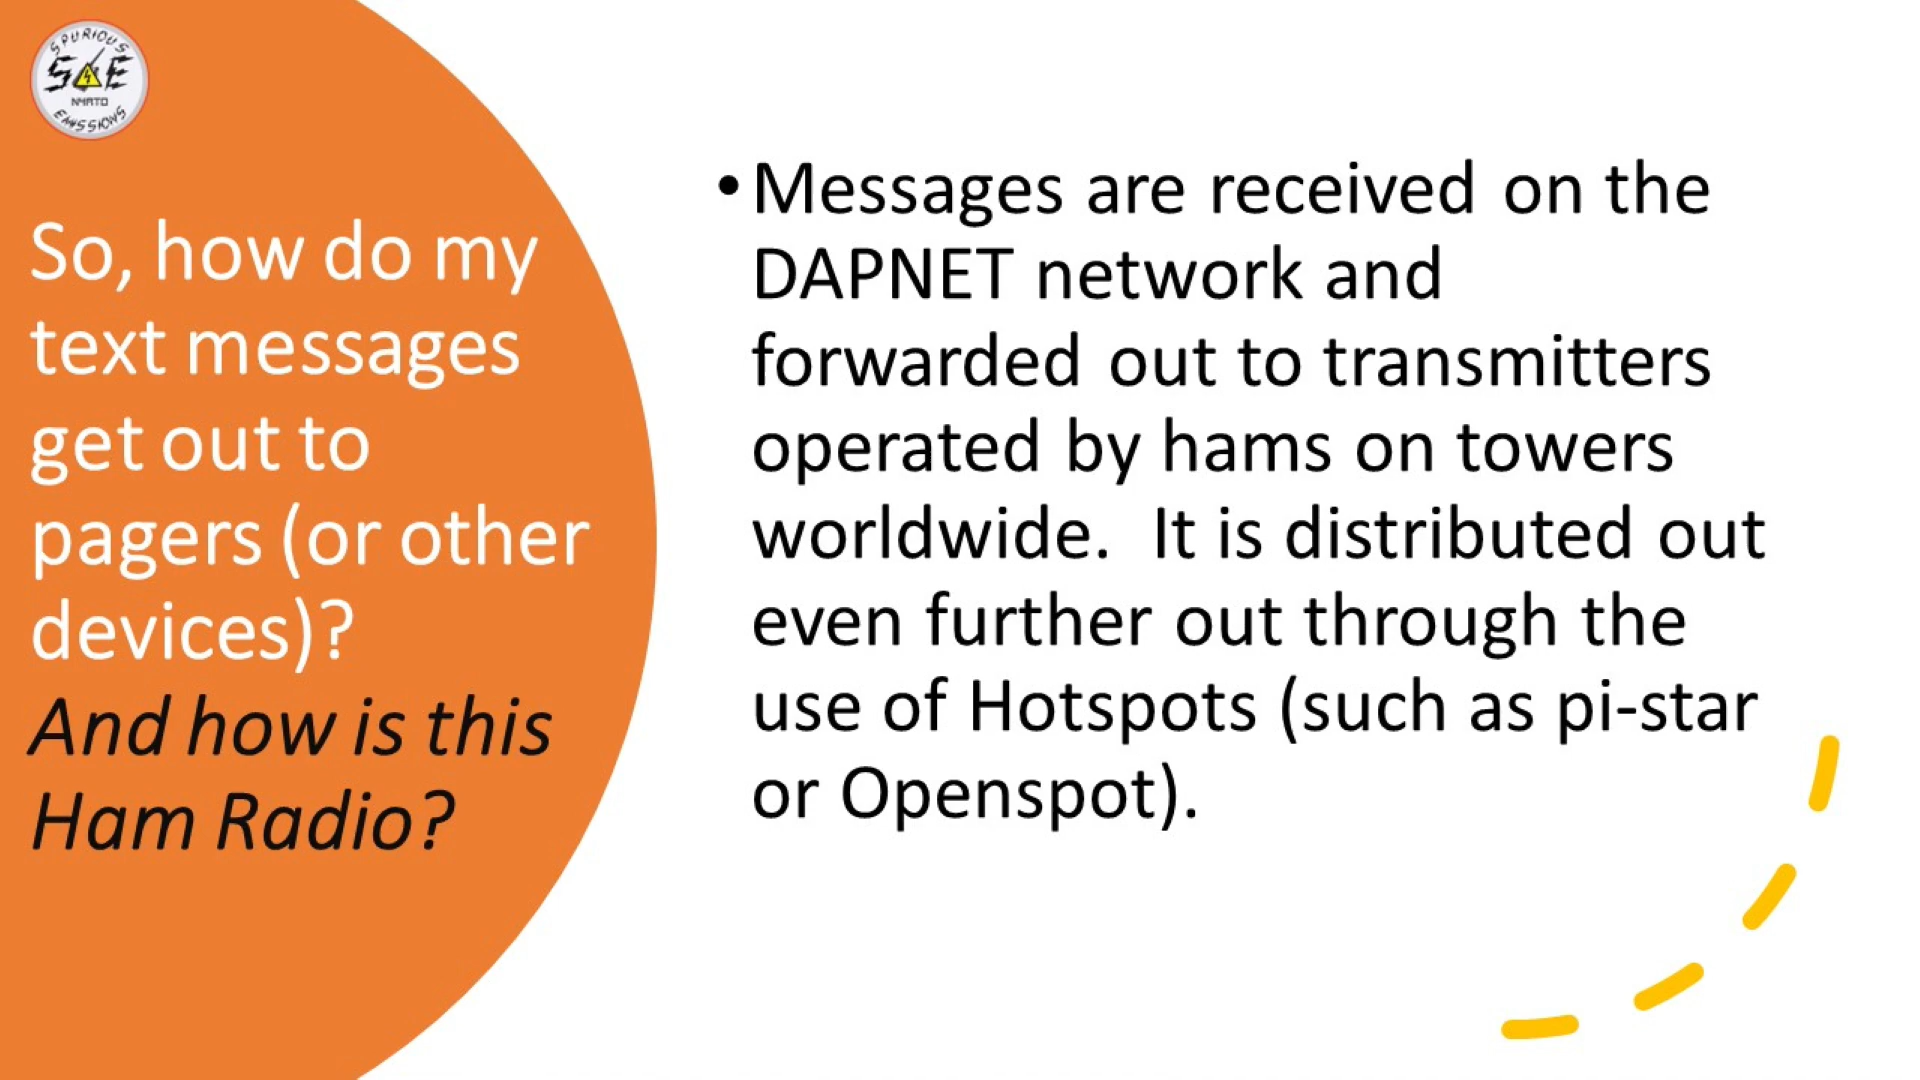 SPURIOUS
S E
N4RTD
EMISSIONS
So, how do my
text messages
get out to
pagers (or other
devices)?
And how is this
Ham Radio?
•Messages are received on the
DAPNET network and
forwarded out to transmitters
operated by hams on towers
worldwide.  It is distributed out
even further out through the
use of Hotspots (such as pi-star
or Openspot).